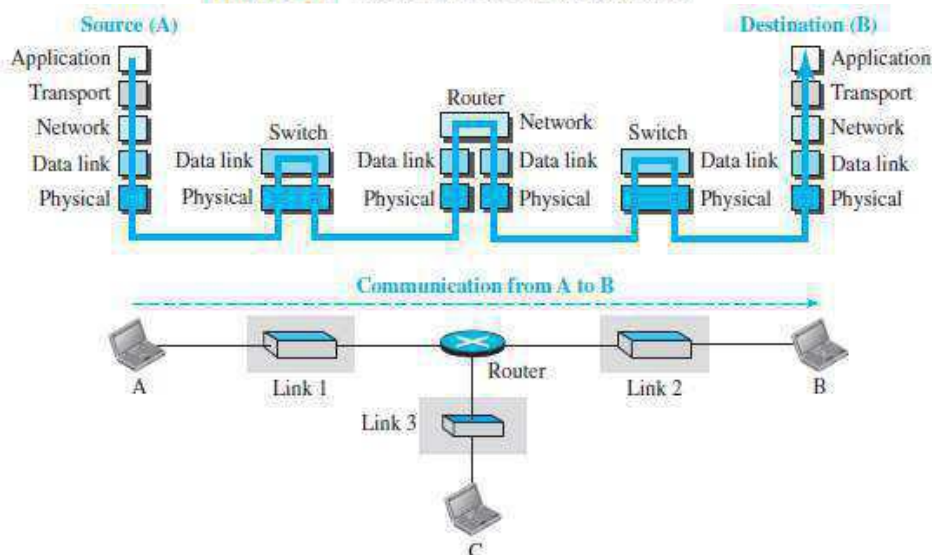 Source (A)
Destination (B)
Application
Application
Transport
Transport
Router
Network
Network
Network
Switch
Switch
Data link
Data link
Data link
Data link
Data link
Data link
Physical
Physical
Physical
Physical
Physical
Physical
Communication from A to B
A
Link 1
Router
Link 2
B
Link 3
C